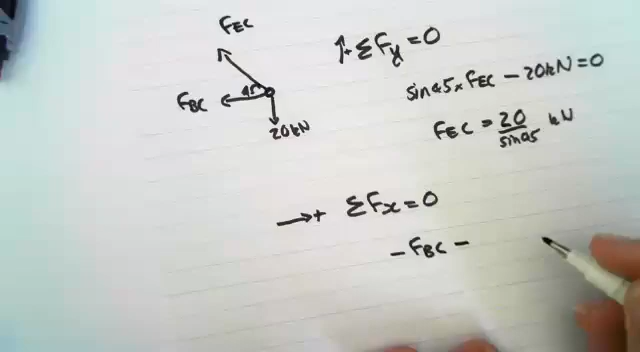 FEC
45°
FBC
20kN
↑+ ΣFy = 0
sin45 × FEC − 20kN = 0
FEC = 20/sin45 kN
→+ ΣFx = 0
− FBC −